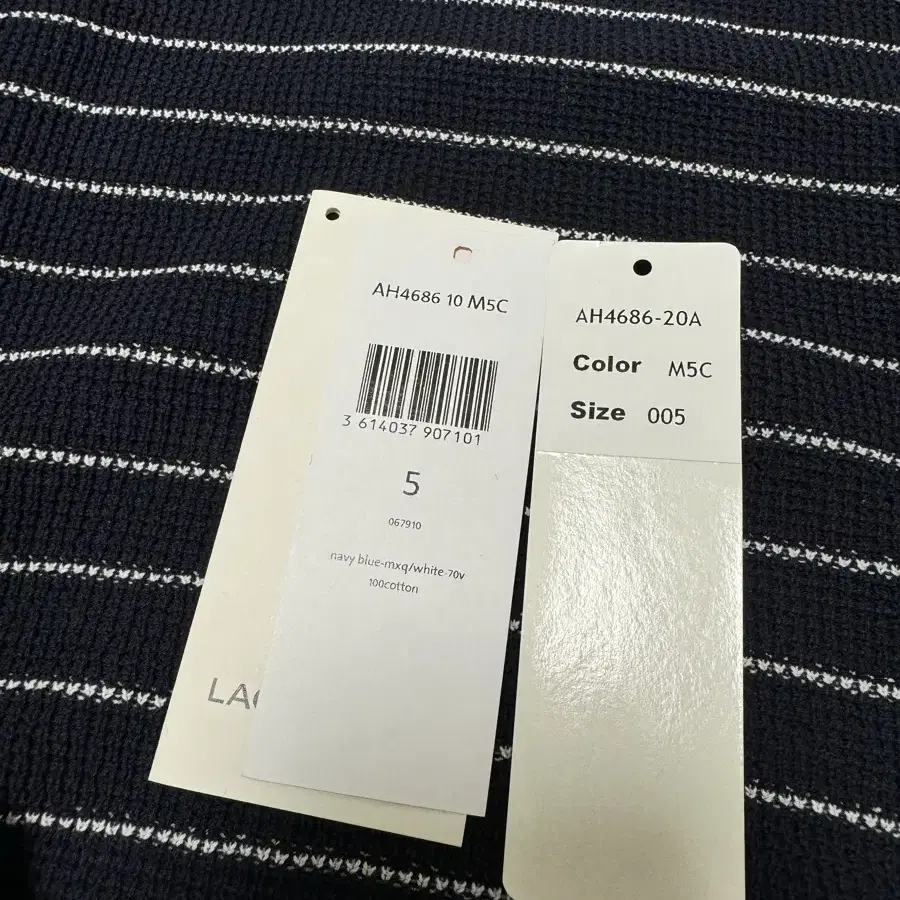 AH4686 10 M5C
3 614037 907101
5
067910
navy blue-mxq/white-70v
100cotton
LAC
AH4686-20A
Color M5C
Size 005